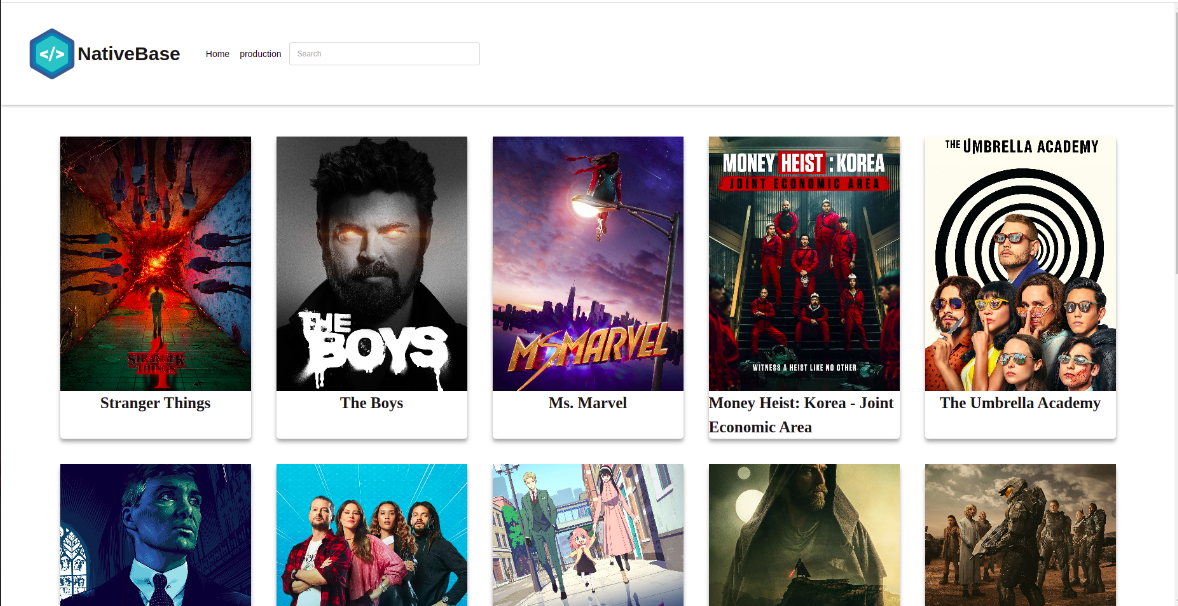 </> NativeBase
Home production Search
STRANGER
THINGS
THE
BOYS
MS. MARVEL
MONEY HEIST : KOREA
JOINT ECONOMIC AREA
WITNESS A HEIST LIKE NO OTHER
THE UMBRELLA ACADEMY
Stranger Things
The Boys
Ms. Marvel
Money Heist: Korea - Joint
Economic Area
The Umbrella Academy